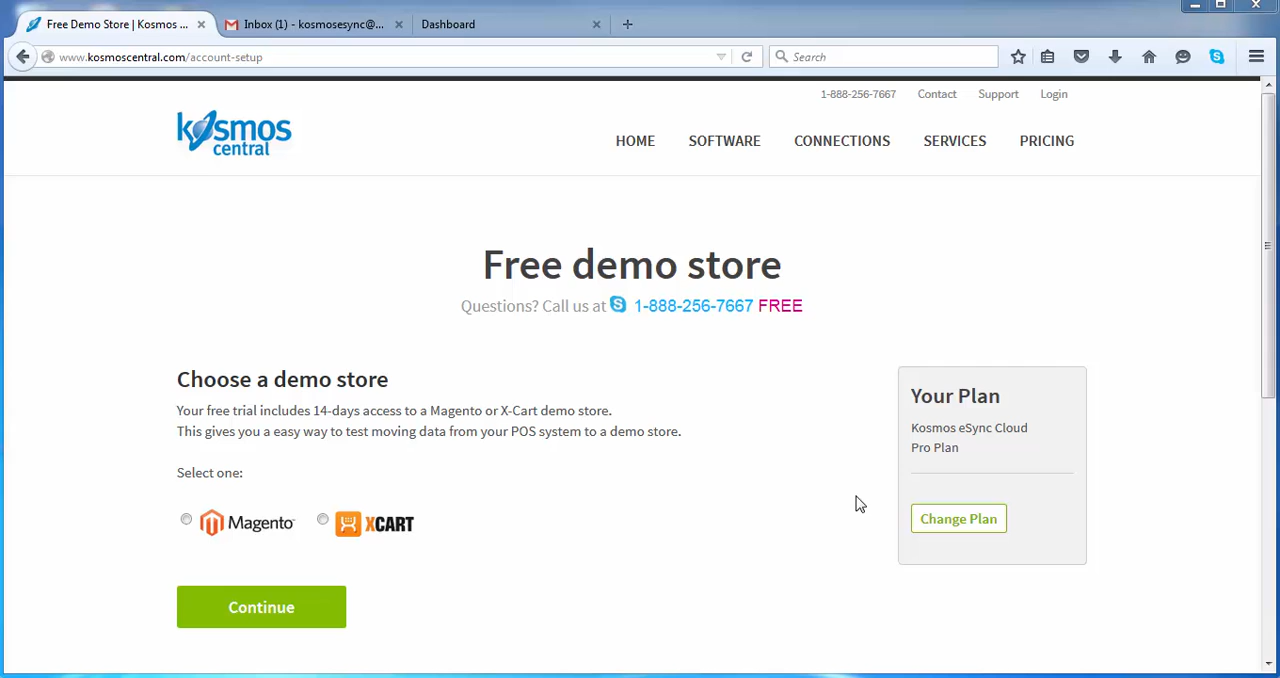 Free Demo Store | Kosmos ...
Inbox (1) - kosmosesync@...
Dashboard
www.kosmoscentral.com/account-setup
Search
1-888-256-7667 Contact Support Login
kosmos central
HOME SOFTWARE CONNECTIONS SERVICES PRICING
Free demo store
Questions? Call us at 1-888-256-7667 FREE
Choose a demo store
Your free trial includes 14-days access to a Magento or X-Cart demo store.
This gives you a easy way to test moving data from your POS system to a demo store.
Select one:
Magento
XCART
Continue
Your Plan
Kosmos eSync Cloud
Pro Plan
Change Plan